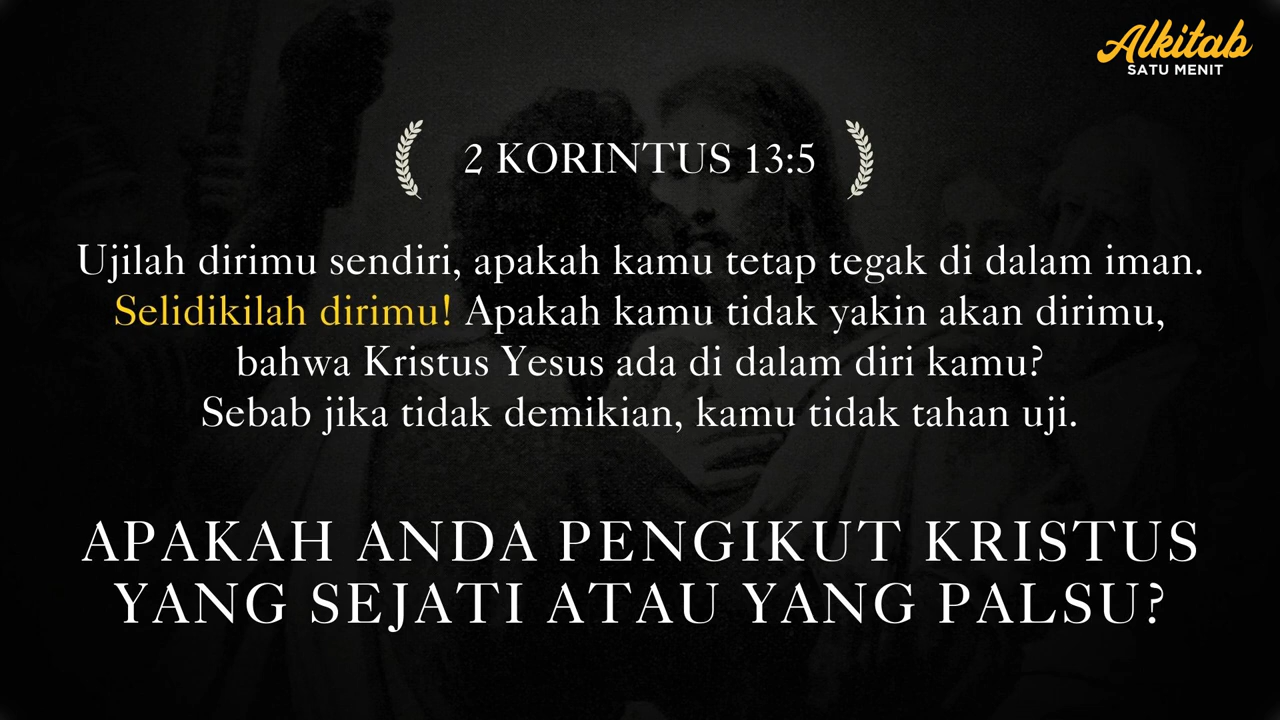 Alkitab
SATU MENIT
2 KORINTUS 13:5
Ujilah dirimu sendiri, apakah kamu tetap tegak di dalam iman.
Selidikilah dirimu! Apakah kamu tidak yakin akan dirimu,
bahwa Kristus Yesus ada di dalam diri kamu?
Sebab jika tidak demikian, kamu tidak tahan uji.
APAKAH ANDA PENGIKUT KRISTUS
YANG SEJATI ATAU YANG PALSU?